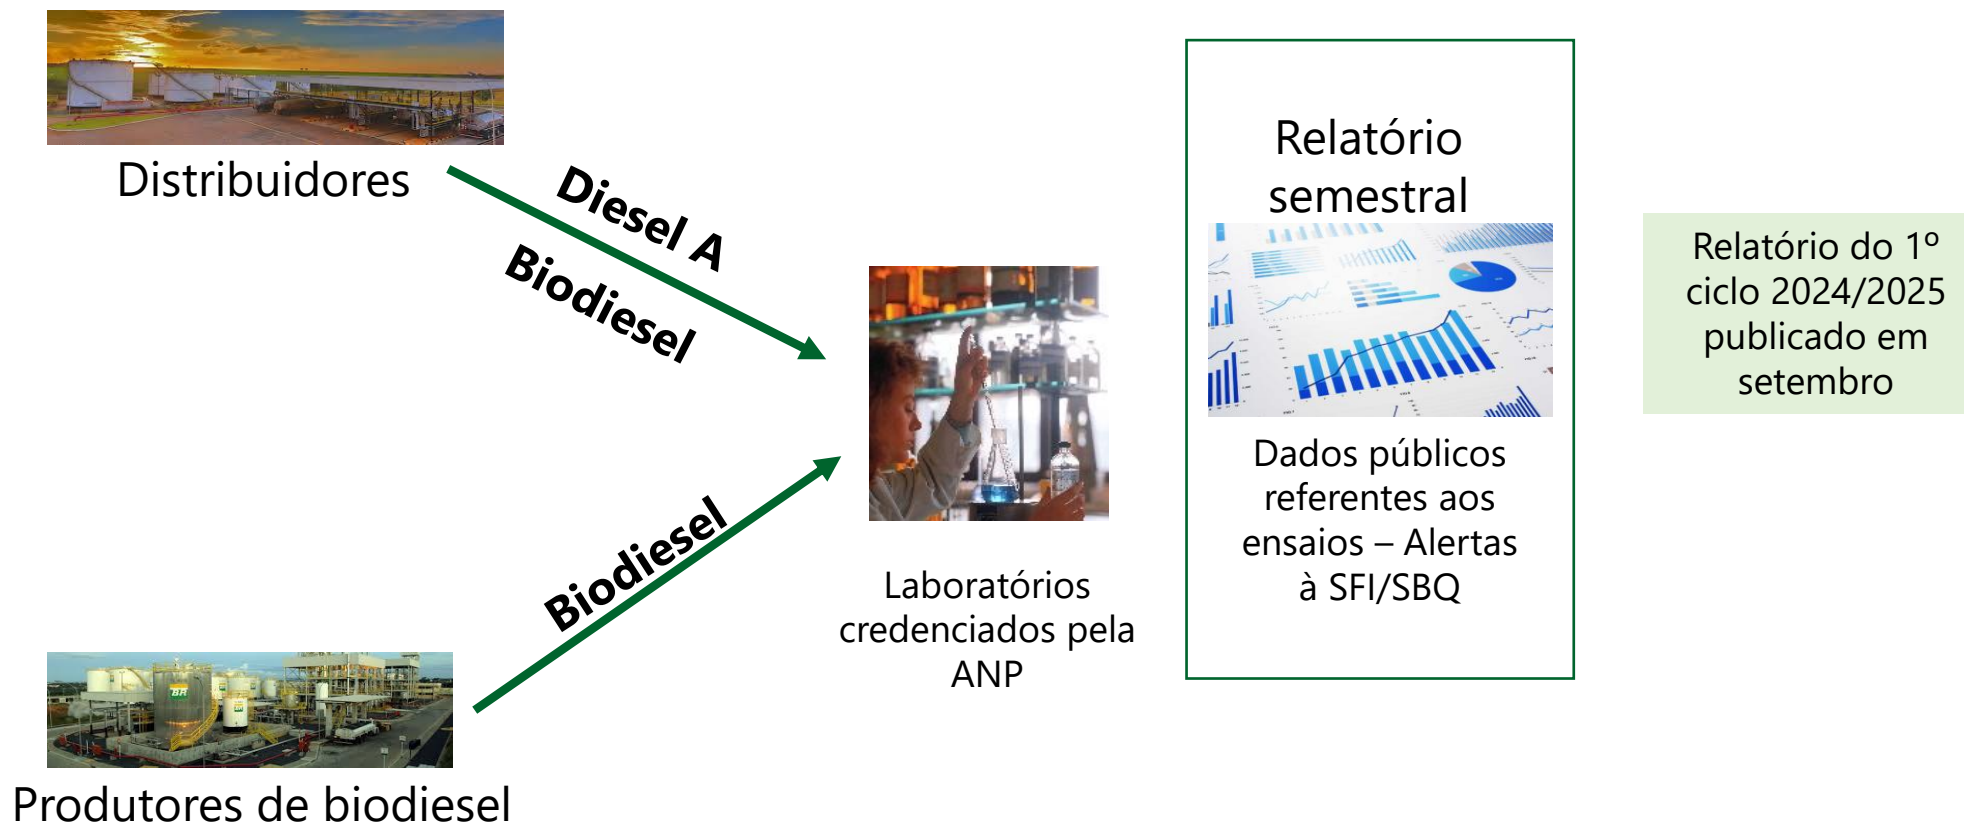 Distribuidores
Diesel A
Biodiesel
Biodiesel
Produtores de biodiesel
BR
Laboratórios
credenciados pela
ANP
Relatório
semestral
Dados públicos
referentes aos
ensaios – Alertas
à SFI/SBQ
Relatório do 1º
ciclo 2024/2025
publicado em
setembro